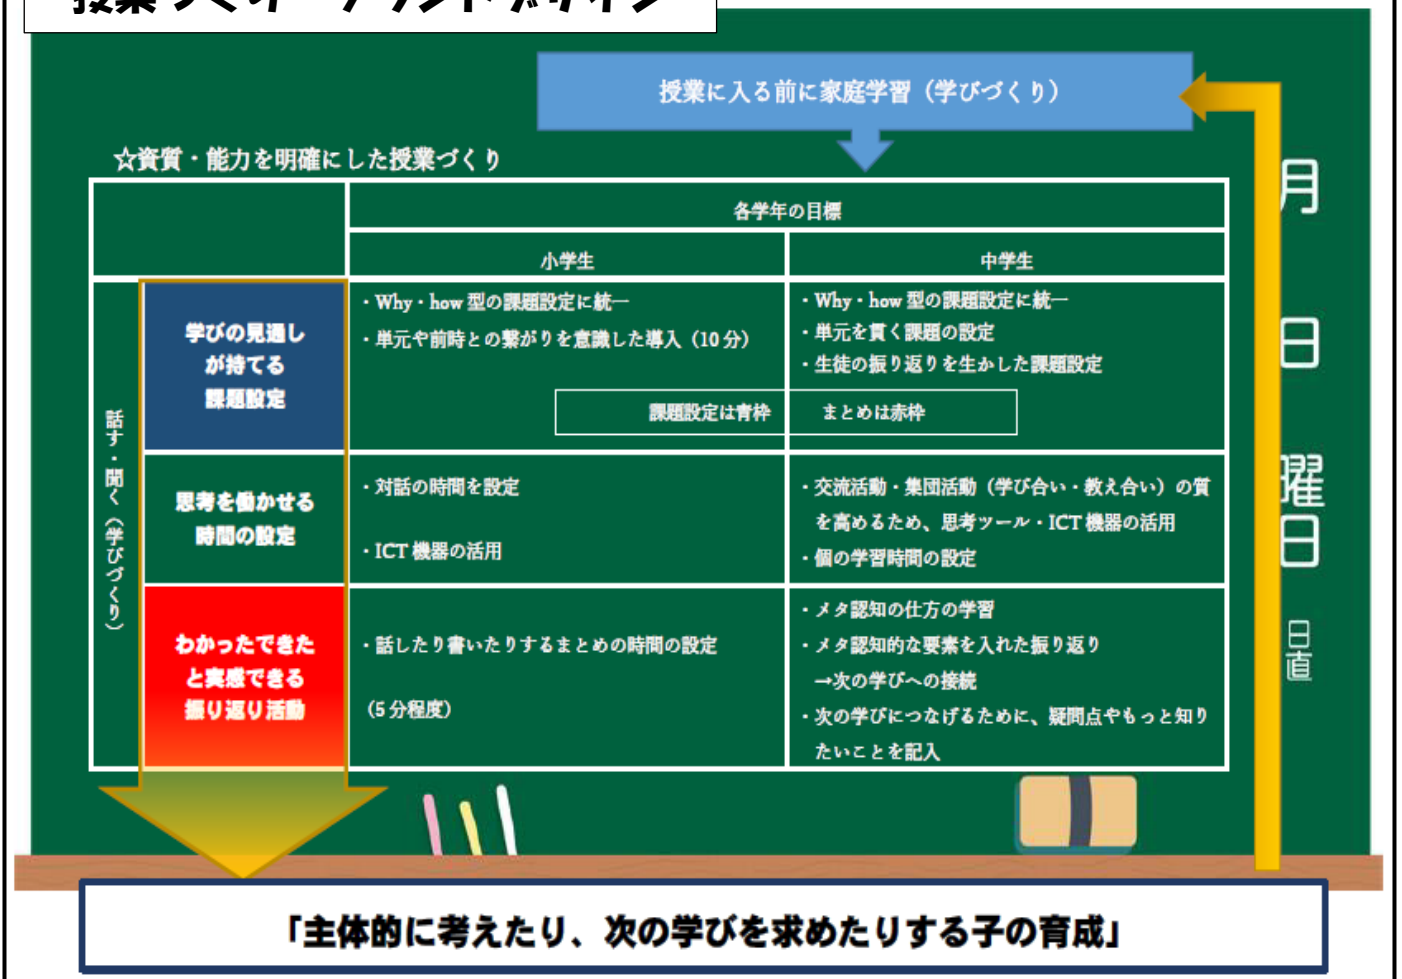 授業に入る前に家庭学習（学びづくり）
☆資質・能力を明確にした授業づくり
各学年の目標
小学生
中学生
話す・聞く（学びづくり）
学びの見通し
が持てる
課題設定
・Why・how 型の課題設定に統一
・単元や前時との繋がりを意識した導入（10 分）
・Why・how 型の課題設定に統一
・単元を貫く課題の設定
・生徒の振り返りを生かした課題設定
課題設定は青枠　まとめは赤枠
思考を働かせる
時間の設定
・対話の時間を設定
・ICT 機器の活用
・交流活動・集団活動（学び合い・教え合い）の質
を高めるため、思考ツール・ICT 機器の活用
・個の学習時間の設定
わかったできた
と実感できる
振り返り活動
・話したり書いたりするまとめの時間の設定
（5 分程度）
・メタ認知の仕方の学習
・メタ認知的な要素を入れた振り返り
→次の学びへの接続
・次の学びにつなげるために、疑問点やもっと知り
たいことを記入
月
日
曜
日
日直
「主体的に考えたり、次の学びを求めたりする子の育成」